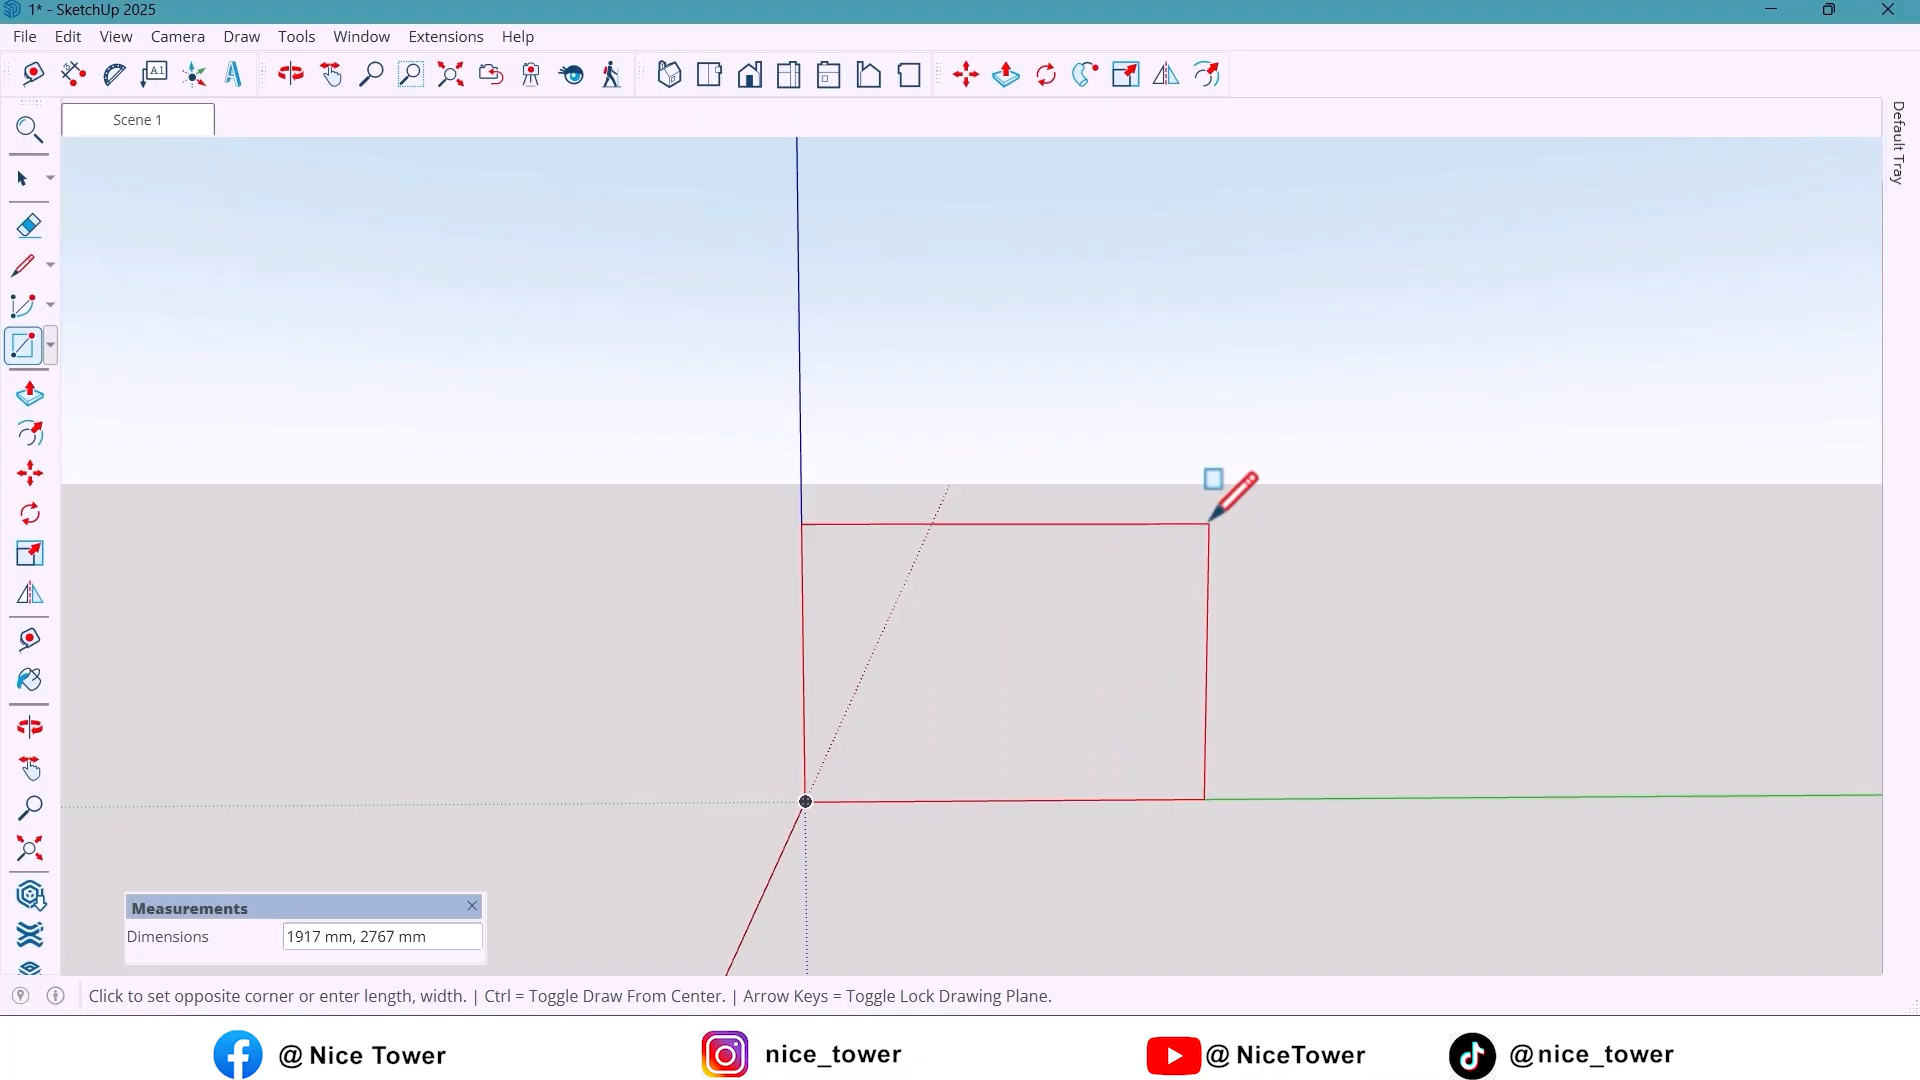 1* - SketchUp 2025
File Edit View Camera Draw Tools Window Extensions Help
A1
Scene 1
Default Tray
Measurements
Dimensions 1917 mm, 2767 mm
Click to set opposite corner or enter length, width. | Ctrl = Toggle Draw From Center. | Arrow Keys = Toggle Lock Drawing Plane.
@ Nice Tower nice_tower @ NiceTower @nice_tower